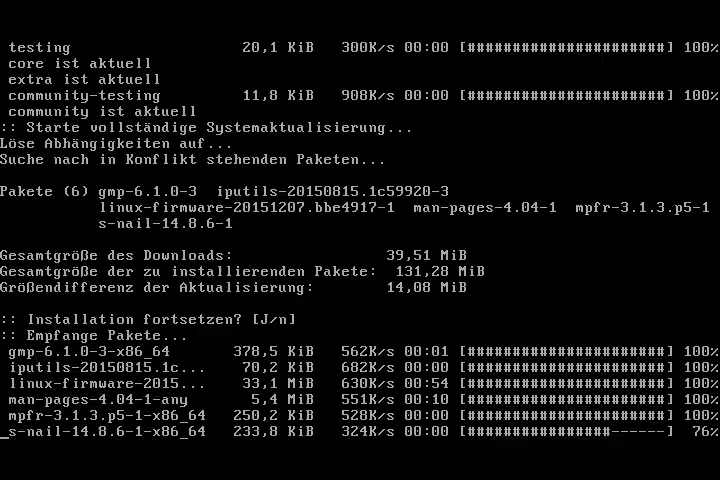 testing 20,1 KiB 300K/s 00:00 [######################] 100%
core ist aktuell
extra ist aktuell
community-testing 11,8 KiB 908K/s 00:00 [######################] 100%
community ist aktuell
:: Starte vollständige Systemaktualisierung...
Löse Abhängigkeiten auf...
Suche nach in Konflikt stehenden Paketen...
Pakete (6) gmp-6.1.0-3 iputils-20150815.1c59920-3
linux-firmware-20151207.bbe4917-1 man-pages-4.04-1 mpfr-3.1.3.p5-1
s-nail-14.8.6-1
Gesamtgröße des Downloads: 39,51 MiB
Gesamtgröße der zu installierenden Pakete: 131,28 MiB
Größendifferenz der Aktualisierung: 14,08 MiB
:: Installation fortsetzen? [J/n]
:: Empfange Pakete...
gmp-6.1.0-3-x86_64 378,5 KiB 562K/s 00:01 [######################] 100%
iputils-20150815.1c... 70,2 KiB 682K/s 00:00 [######################] 100%
linux-firmware-2015... 33,1 MiB 630K/s 00:54 [######################] 100%
man-pages-4.04-1-any 5,4 MiB 551K/s 00:10 [######################] 100%
mpfr-3.1.3.p5-1-x86_64 250,2 KiB 528K/s 00:00 [######################] 100%
_s-nail-14.8.6-1-x86_64 233,8 KiB 324K/s 00:00 [################------] 76%